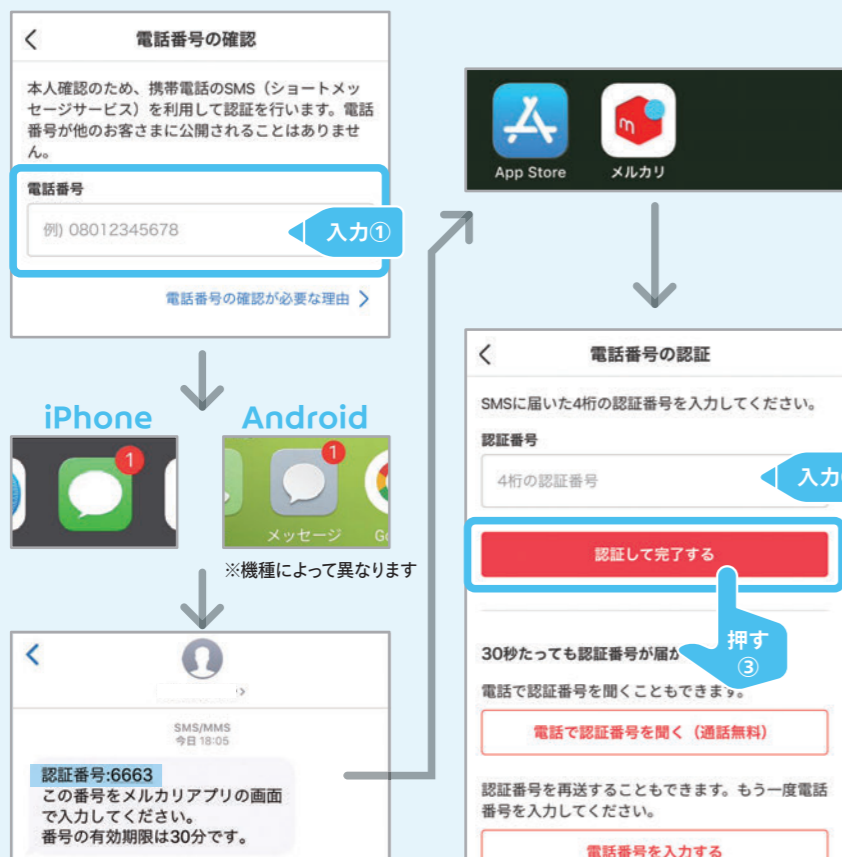 電話番号の確認
本人確認のため、携帯電話のSMS（ショートメッ
セージサービス）を利用して認証を行います。電話
番号が他のお客さまに公開されることはありませ
ん。
電話番号
例) 08012345678
入力①
電話番号の確認が必要な理由
iPhone
Android
1
1
メッセージ
※機種によって異なります
SMS/MMS
今日 18:05
認証番号:6663
この番号をメルカリアプリの画面
で入力してください。
番号の有効期限は30分です。
App Store
メルカリ
電話番号の認証
SMSに届いた4桁の認証番号を入力してください。
認証番号
4桁の認証番号
入力
認証して完了する
押す
③
30秒たっても認証番号が届か
電話で認証番号を聞くこともできます。
電話で認証番号を聞く（通話無料）
認証番号を再送することもできます。もう一度電話
番号を入力してください。
電話番号を入力する